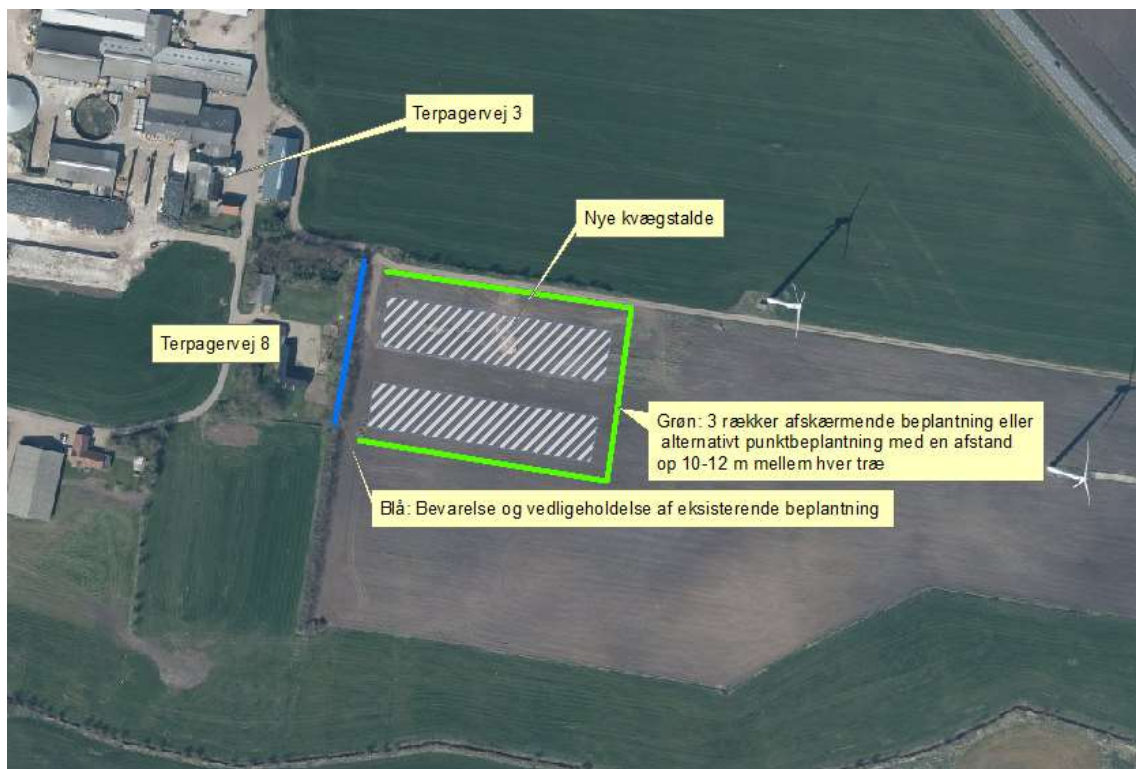 Terpagervej 3
Nye kvægstalde
Terpagervej 8
Grøn: 3 rækker afskærmende beplantning eller
alternativt punktbeplantning med en afstand
op 10-12 m mellem hver træ
Blå: Bevarelse og vedligeholdelse af eksisterende beplantning